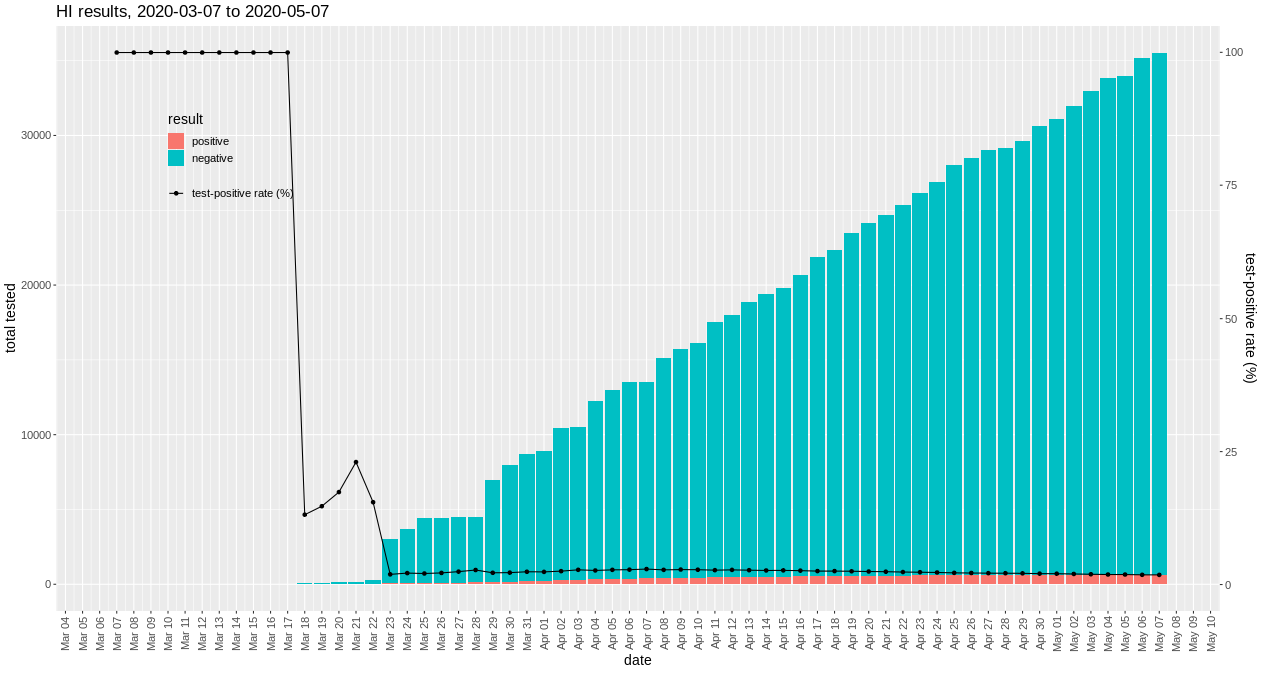 HI results, 2020-03-07 to 2020-05-07
result
positive
negative
test-positive rate (%)
total tested
30000
20000
10000
0
100
75
50
25
0
test-positive rate (%)
Mar 04
Mar 05
Mar 06
Mar 07
Mar 08
Mar 09
Mar 10
Mar 11
Mar 12
Mar 13
Mar 14
Mar 15
Mar 16
Mar 17
Mar 18
Mar 19
Mar 20
Mar 21
Mar 22
Mar 23
Mar 24
Mar 25
Mar 26
Mar 27
Mar 28
Mar 29
Mar 30
Mar 31
Apr 01
Apr 02
Apr 03
Apr 04
Apr 05
Apr 06
Apr 07
Apr 08
Apr 09
Apr 10
Apr 11
Apr 12
Apr 13
Apr 14
Apr 15
Apr 16
Apr 17
Apr 18
Apr 19
Apr 20
Apr 21
Apr 22
Apr 23
Apr 24
Apr 25
Apr 26
Apr 27
Apr 28
Apr 29
Apr 30
May 01
May 02
May 03
May 04
May 05
May 06
May 07
May 08
May 09
May 10
date